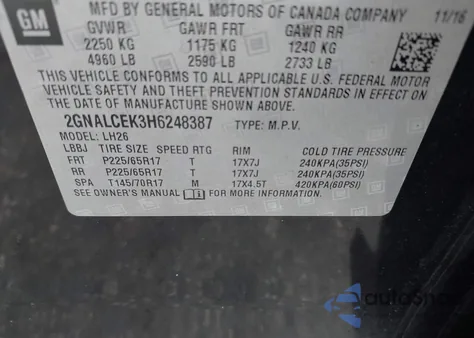 GM
MFD BY GENERAL MOTORS OF CANADA COMPANY 11/16
GVWR GAWR FRT GAWR RR
2250 KG 1175 KG 1240 KG
4960 LB 2590 LB 2733 LB
THIS VEHICLE CONFORMS TO ALL APPLICABLE U.S. FEDERAL MOTOR
VEHICLE SAFETY AND THEFT PREVENTION STANDARDS IN EFFECT ON
THE DATE OF MANUFACTURE SHOWN ABOVE.
2GNALCEK3H6248387 TYPE: M.P.V.
MODEL: LH26
LBBJ TIRE SIZE SPEED RTG RIM COLD TIRE PRESSURE
FRT P225/65R17 T 17X7J 240KPA(35PSI)
RR P225/65R17 T 17X7J 240KPA(35PSI)
SPA T145/70R17 M 17X4.5T 420KPA(60PSI)
SEE OWNER'S MANUAL FOR MORE INFORMATION.